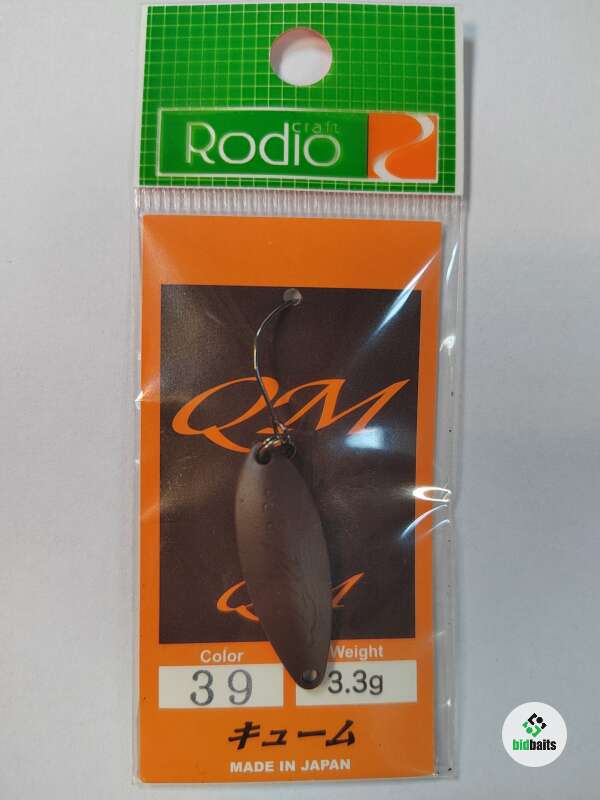 craft
Rodio
QM
QM
Color
Weight
39
3.3g
キューム
MADE IN JAPAN
bidbaits